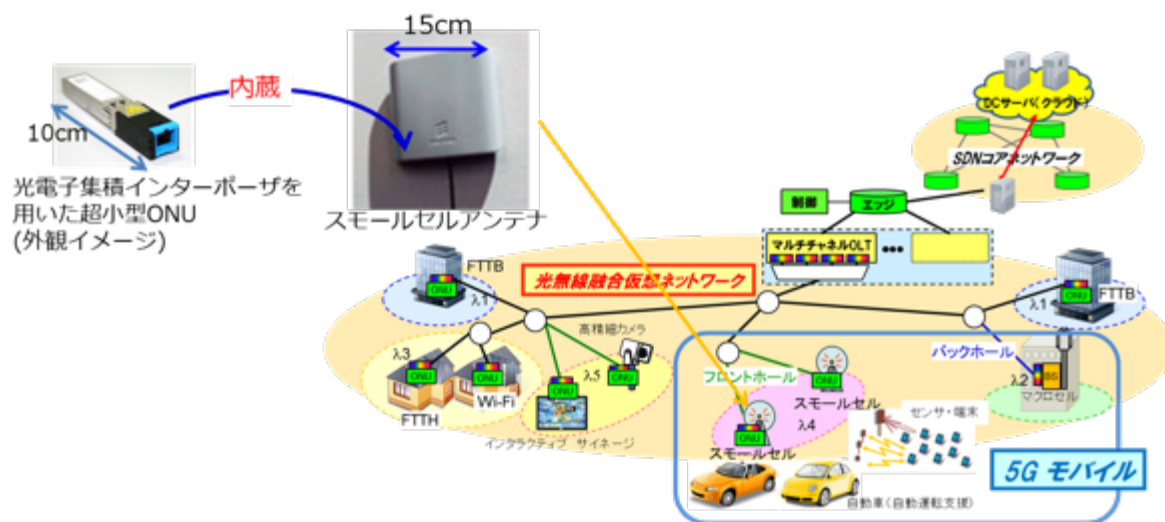 15cm
内蔵
10cm
光電子集積インターポーザを
用いた超小型ONU
(外観イメージ)
スモールセルアンテナ
DCサーバ(クラウド)
SDNコアネットワーク
制御
エッジ
マルチチャネルOLT
•••
光無線融合仮想ネットワーク
FTTB
ONU
λ1
λ1
ONU
FTTB
高精細カメラ
λ3
ONU
ONU
Wi-Fi
FTTH
λ5
ONU
ONU
インタラクティブ サイネージ
バックホール
フロントホール
ONU
スモールセル
λ4
ONU
スモールセル
λ2
BS
マクロセル
センサ・端末
5G モバイル
自動車(自動運転支援)